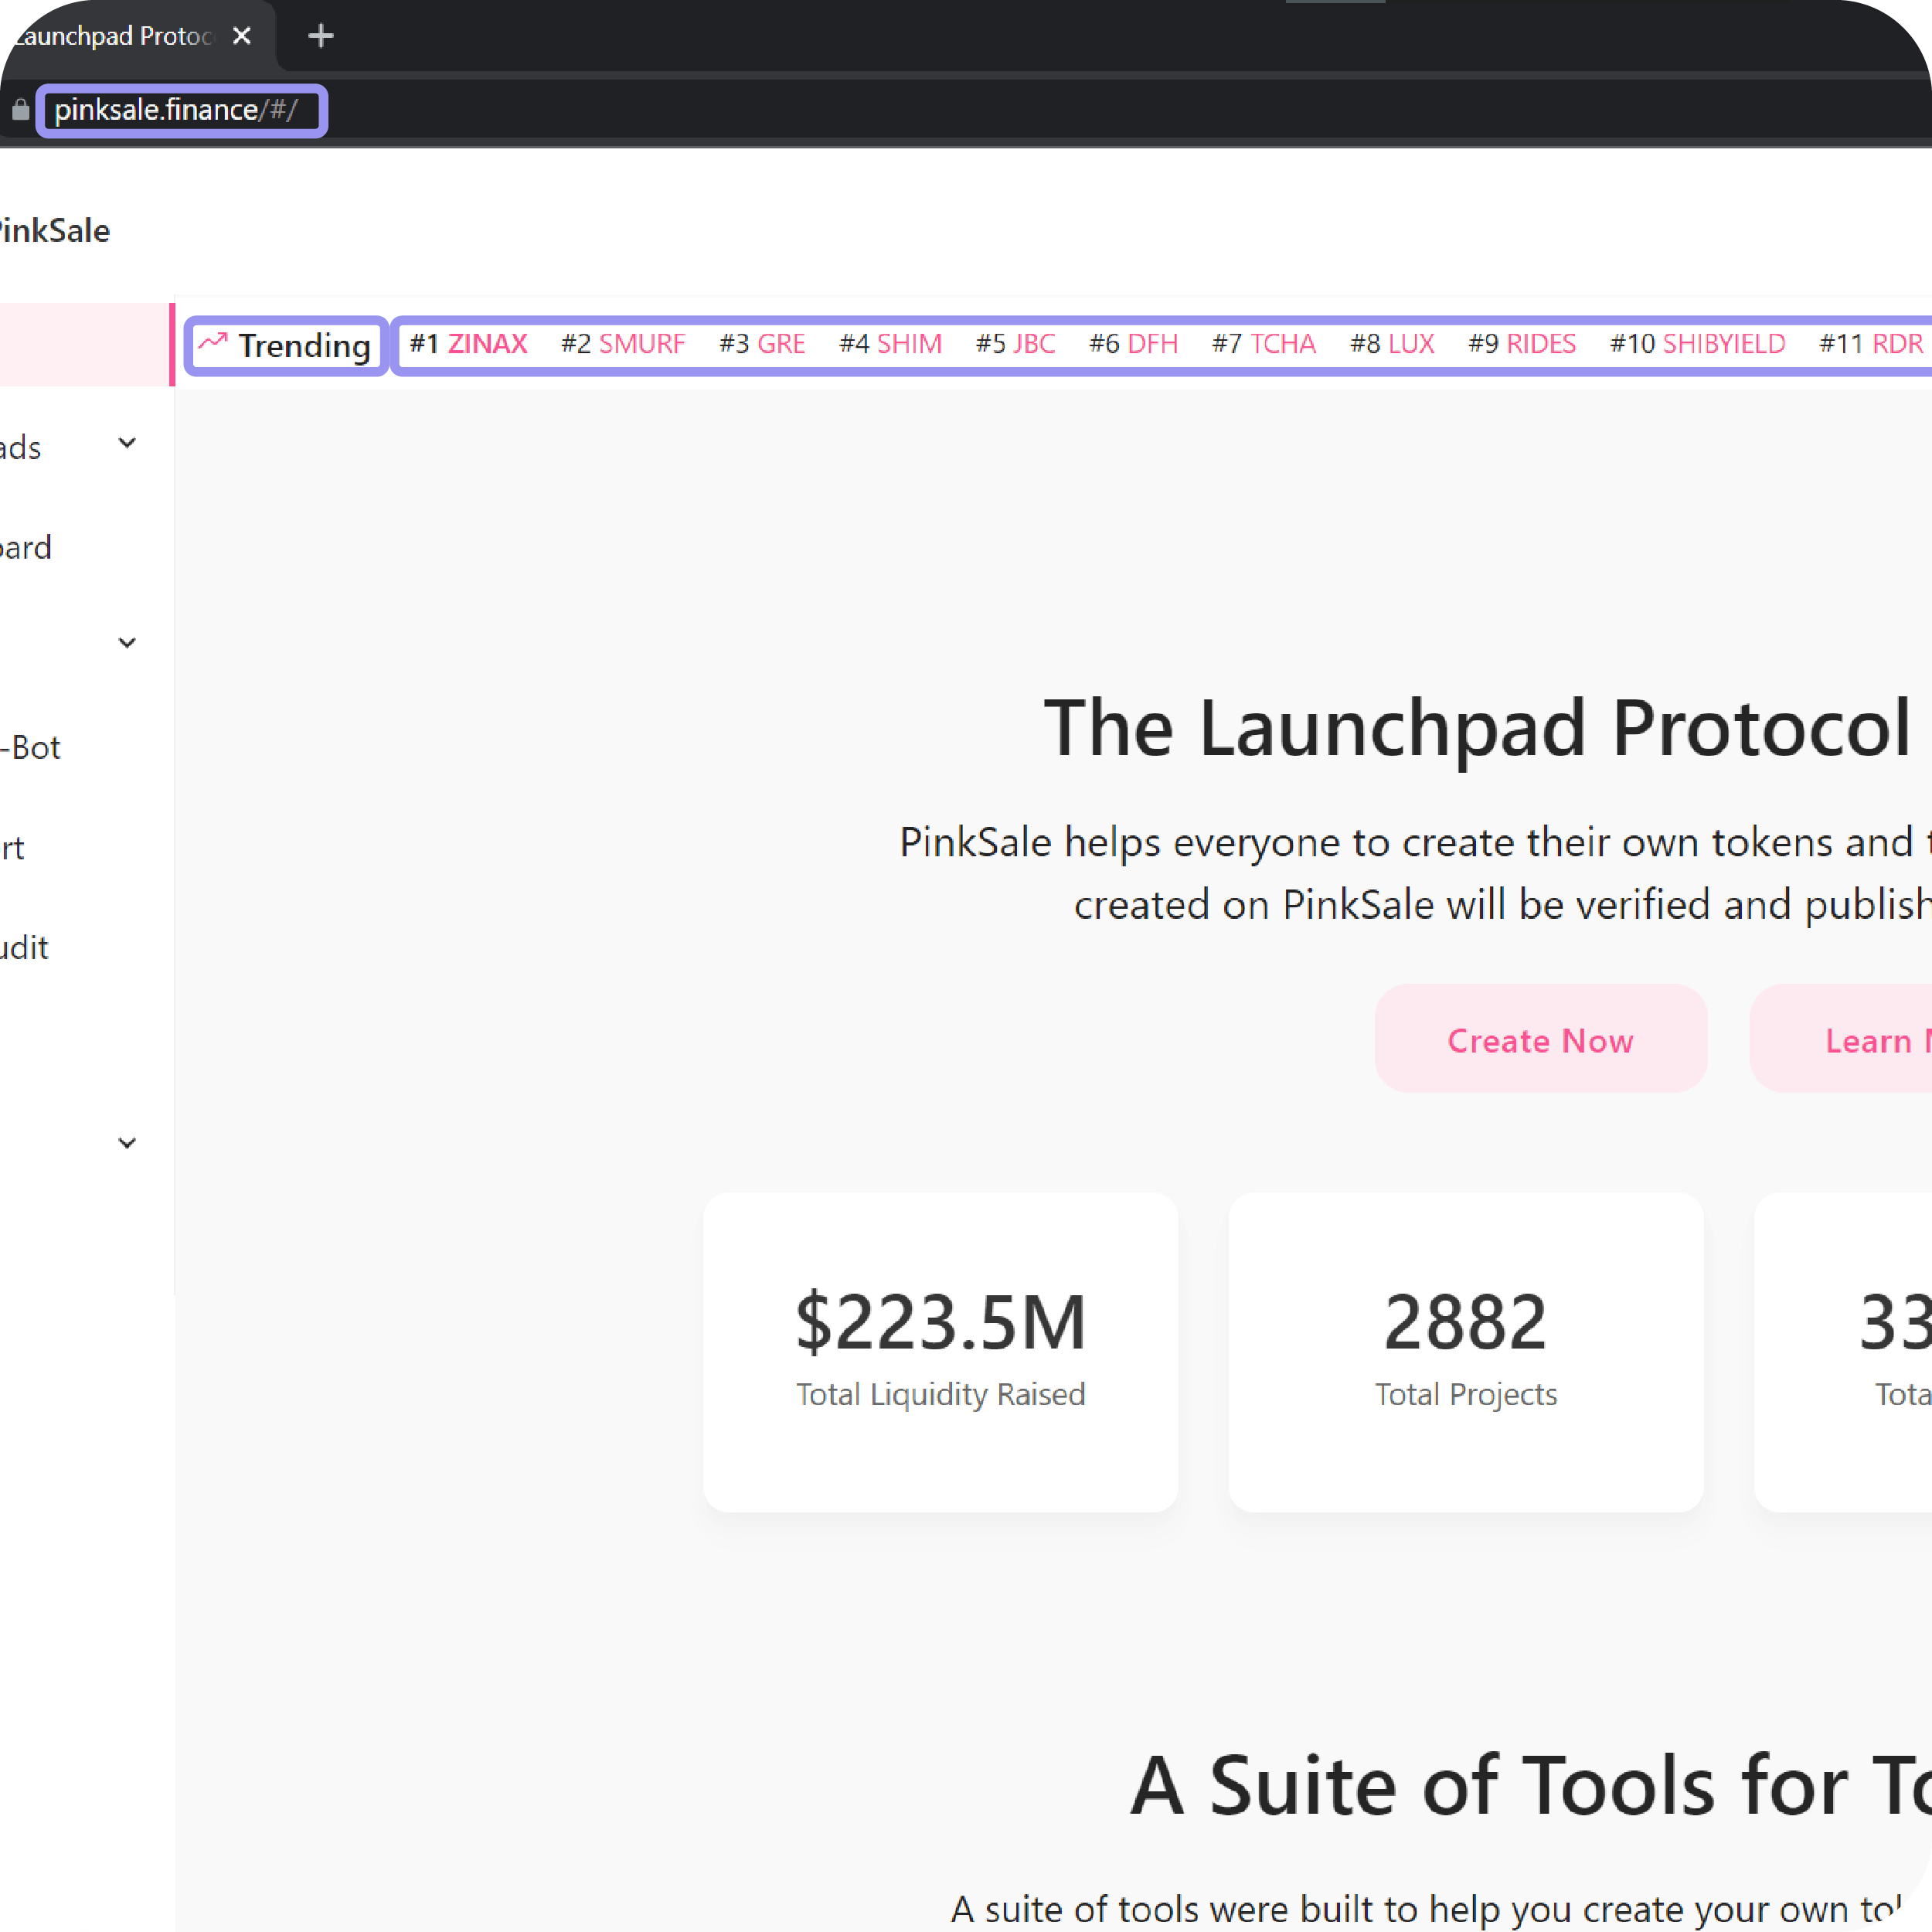 Launchpad Protoc
pinksale.finance/#/
PinkSale
Trending #1 ZINAX #2 SMURF #3 GRE #4 SHIM #5 JBC #6 DFH #7 TCHA #8 LUX #9 RIDES #10 SHIBYIELD #11 RDR
ads
oard
-Bot
rt
udit
The Launchpad Protocol
PinkSale helps everyone to create their own tokens and
created on PinkSale will be verified and publish
Create Now Learn
$223.5M 2882 33
Total Liquidity Raised Total Projects Tota
A Suite of Tools for To
A suite of tools were built to help you create your own